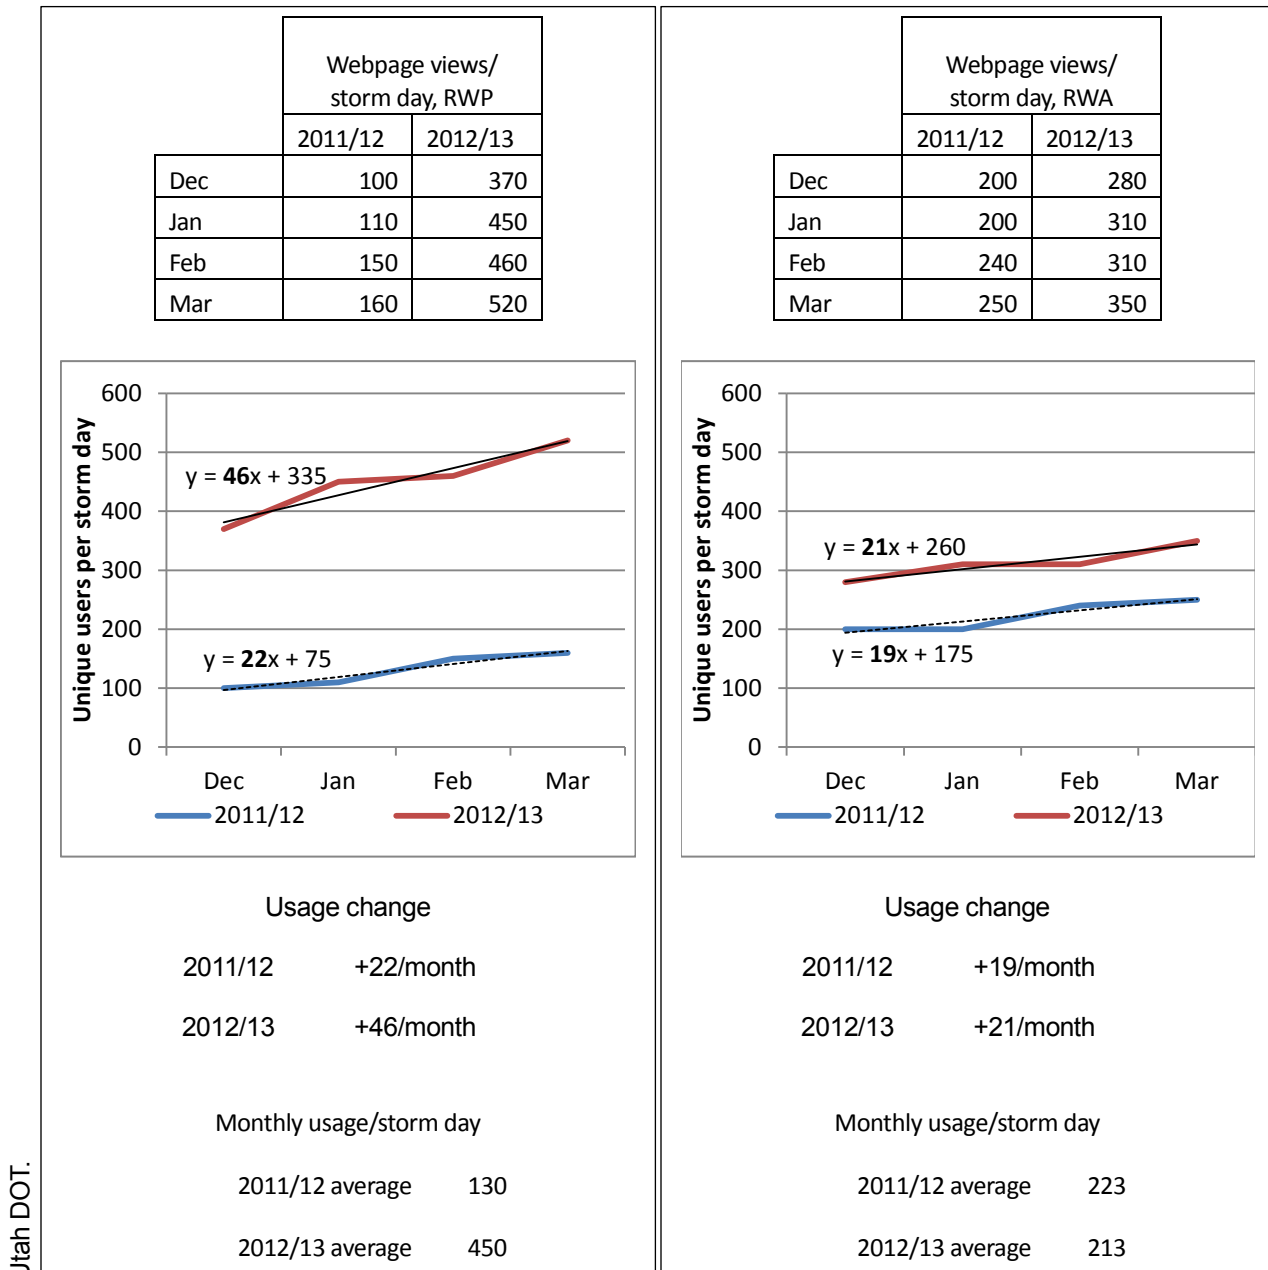 Webpage views/
storm day, RWP
2011/12 2012/13
Dec 100 370
Jan 110 450
Feb 150 460
Mar 160 520
600
500
400
300
200
100
0
Unique users per storm day
y = 46x + 335
y = 22x + 75
Dec Jan Feb Mar
2011/12 2012/13
Usage change
2011/12 +22/month
2012/13 +46/month
Monthly usage/storm day
2011/12 average 130
2012/13 average 450
Webpage views/
storm day, RWA
2011/12 2012/13
Dec 200 280
Jan 200 310
Feb 240 310
Mar 250 350
600
500
400
300
200
100
0
Unique users per storm day
y = 21x + 260
y = 19x + 175
Dec Jan Feb Mar
2011/12 2012/13
Usage change
2011/12 +19/month
2012/13 +21/month
Monthly usage/storm day
2011/12 average 223
2012/13 average 213
Utah DOT.